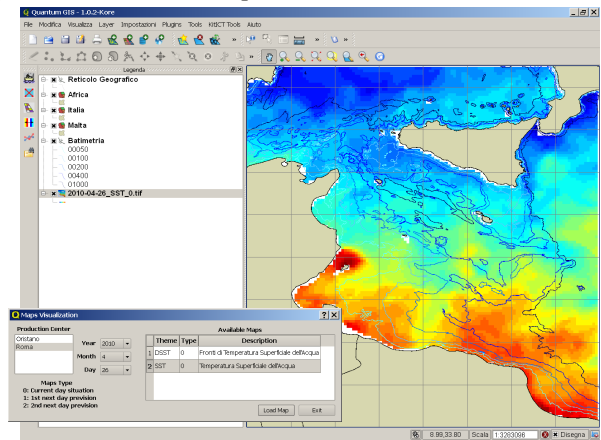 Quantum GIS - 1.0.2-Kore
File Modifica Visualizza Layer Impostazioni Plugins Tools KitICT Tools Aiuto
Legenda
Reticolo Geografico
Africa
Italia
Malta
Batimetria
00050
00100
00200
00400
01000
2010-04-26_SST_0.tif
Maps Visualization
Production Center
Oristano
Roma
Year 2010
Month 4
Day 26
Maps Type
0: Current day situation
1: 1st next day prevision
2: 2nd next day prevision
Available Maps
Theme Type Description
1 DSST 0 Fronti di Temperatura Superficiale dell'Acqua
2 SST 0 Temperatura Superficiale dell'Acqua
Load Map Exit
8.99,33.80 Scala 1:3283096 Disegna